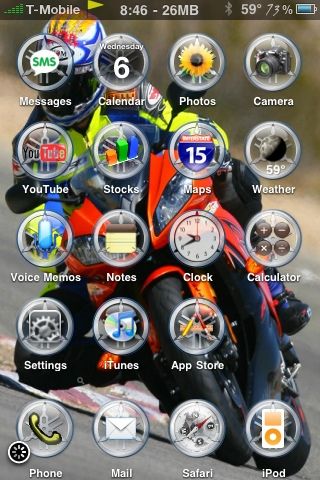 T-Mobile 8:46 - 26MB 59° 73%
SMS
Wednesday
6
Messages Calendar Photos Camera
YouTube
INTERSTATE
15
59°
YouTube Stocks Maps Weather
Voice Memos Notes Clock Calculator
Settings iTunes App Store
Phone Mail Safari iPod